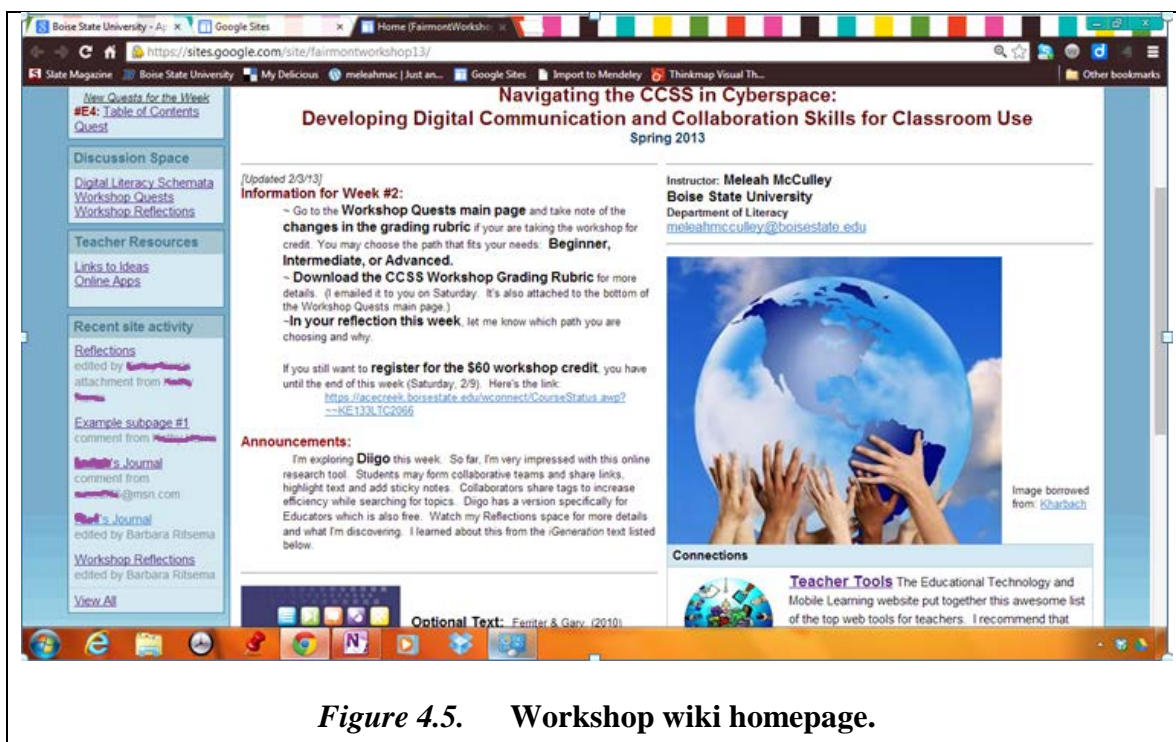 Boise State University - Ap
Google Sites
Home (FairmontWorksho
https://sites.google.com/site/fairmontworkshop13/
Slate Magazine
Boise State University
My Delicious
meleahmac | Just an...
Google Sites
Import to Mendeley
Thinkmap Visual Th...
Other bookmarks
New Quests for the Week
#E4: Table of Contents
Quest
Discussion Space
Digital Literacy Schemata
Workshop Quests
Workshop Reflections
Teacher Resources
Links to Ideas
Online Apps
Recent site activity
Reflections
edited by
attachment from
Example subpage #1
comment from
's Journal
comment from
@msn.com
's Journal
edited by Barbara Ritsema
Workshop Reflections
edited by Barbara Ritsema
View All
Navigating the CCSS in Cyberspace:
Developing Digital Communication and Collaboration Skills for Classroom Use
Spring 2013
[Updated 2/3/13]
Information for Week #2:
~ Go to the Workshop Quests main page and take note of the
changes in the grading rubric if your are taking the workshop for
credit. You may choose the path that fits your needs: Beginner,
Intermediate, or Advanced.
~ Download the CCSS Workshop Grading Rubric for more
details. (I emailed it to you on Saturday. It's also attached to the bottom of
the Workshop Quests main page.)
~In your reflection this week, let me know which path you are
choosing and why.
If you still want to register for the $60 workshop credit, you have
until the end of this week (Saturday, 2/9). Here's the link:
https://acecreek.boisestate.edu/wconnect/CourseStatus.awp?
~~KE133LTC2066
Announcements:
I'm exploring Diigo this week. So far, I'm very impressed with this online
research tool. Students may form collaborative teams and share links,
highlight text and add sticky notes. Collaborators share tags to increase
efficiency while searching for topics. Diigo has a version specifically for
Educators which is also free. Watch my Reflections space for more details
and what I'm discovering. I learned about this from the iGeneration text listed
below.
Optional Text: Ferriter & Gary. (2010)
Instructor: Meleah McCulley
Boise State University
Department of Literacy
meleahmcculley@boisestate.edu
Image borrowed
from: Kharbach
Connections
Teacher Tools The Educational Technology and
Mobile Learning website put together this awesome list
of the top web tools for teachers. I recommend that
Figure 4.5. Workshop wiki homepage.